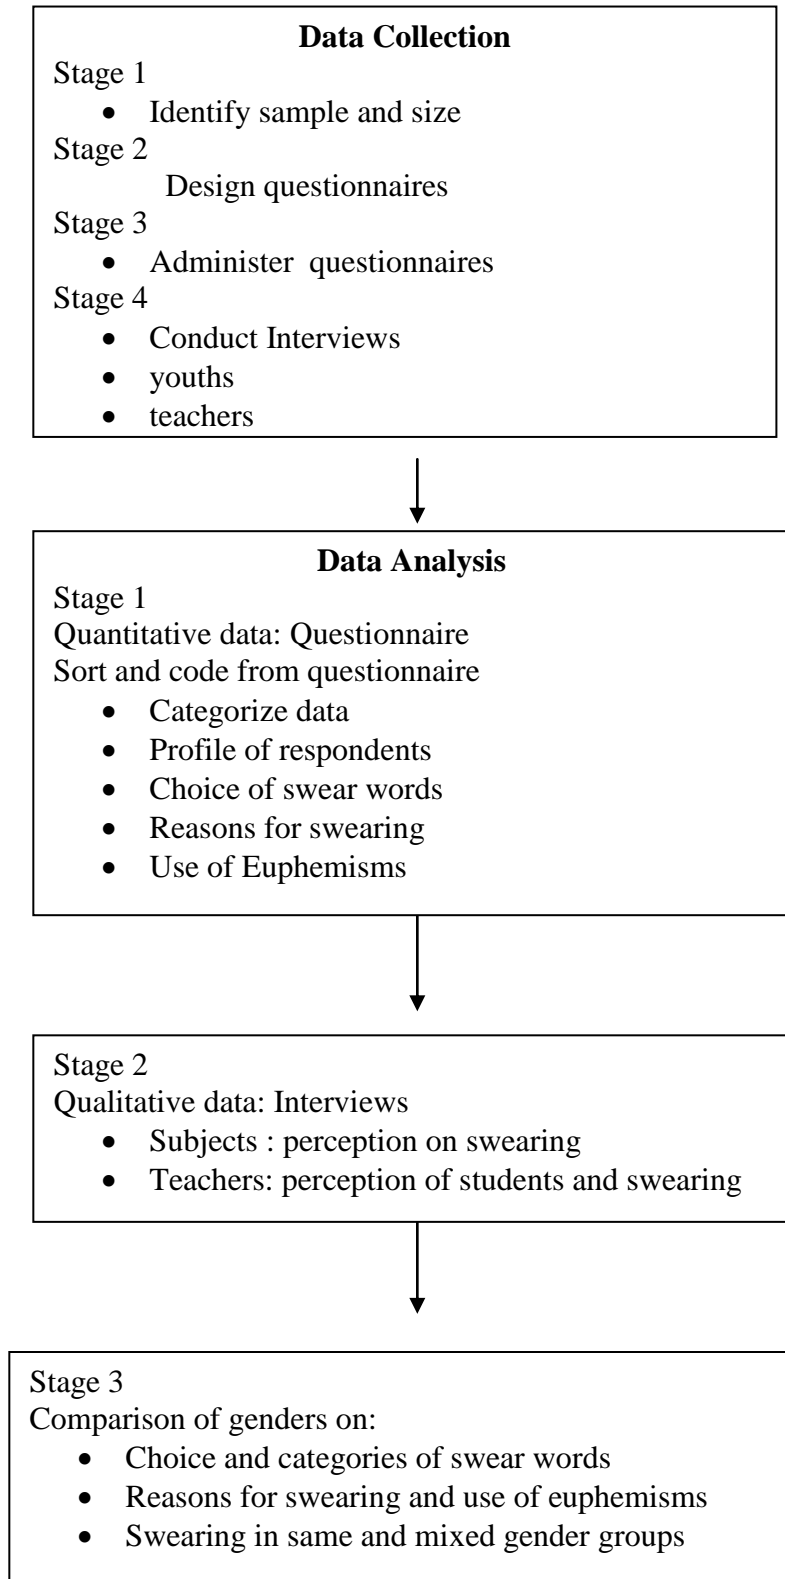 Data Collection
Stage 1
• Identify sample and size
Stage 2
Design questionnaires
Stage 3
• Administer questionnaires
Stage 4
• Conduct Interviews
• youths
• teachers
Data Analysis
Stage 1
Quantitative data: Questionnaire
Sort and code from questionnaire
• Categorize data
• Profile of respondents
• Choice of swear words
• Reasons for swearing
• Use of Euphemisms
Stage 2
Qualitative data: Interviews
• Subjects : perception on swearing
• Teachers: perception of students and swearing
Stage 3
Comparison of genders on:
• Choice and categories of swear words
• Reasons for swearing and use of euphemisms
• Swearing in same and mixed gender groups